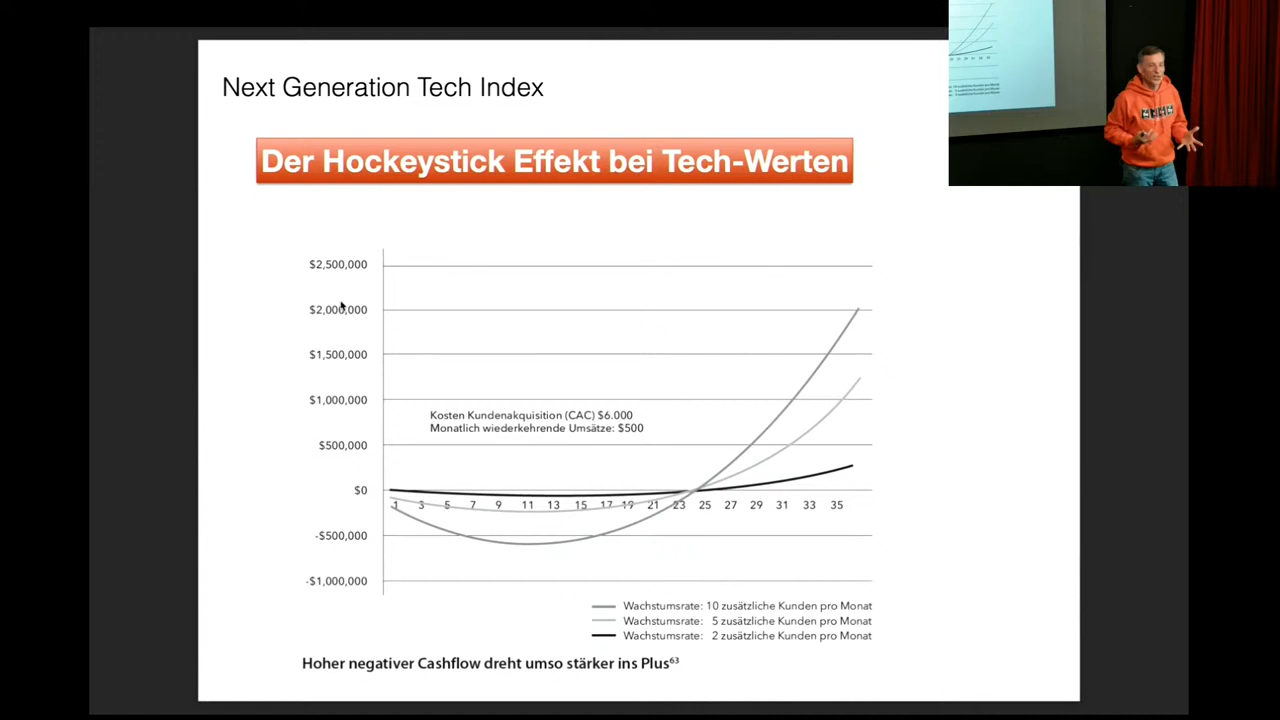 Next Generation Tech Index
Der Hockeystick Effekt bei Tech-Werten
$2,500,000
$2,000,000
$1,500,000
$1,000,000
$500,000
$0
-$500,000
-$1,000,000
Kosten Kundenakquisition (CAC) $6.000
Monatlich wiederkehrende Umsätze: $500
1 3 5 7 9 11 13 15 17 19 21 23 25 27 29 31 33 35
Wachstumsrate: 10 zusätzliche Kunden pro Monat
Wachstumsrate: 5 zusätzliche Kunden pro Monat
Wachstumsrate: 2 zusätzliche Kunden pro Monat
Hoher negativer Cashflow dreht umso stärker ins Plus⁶³